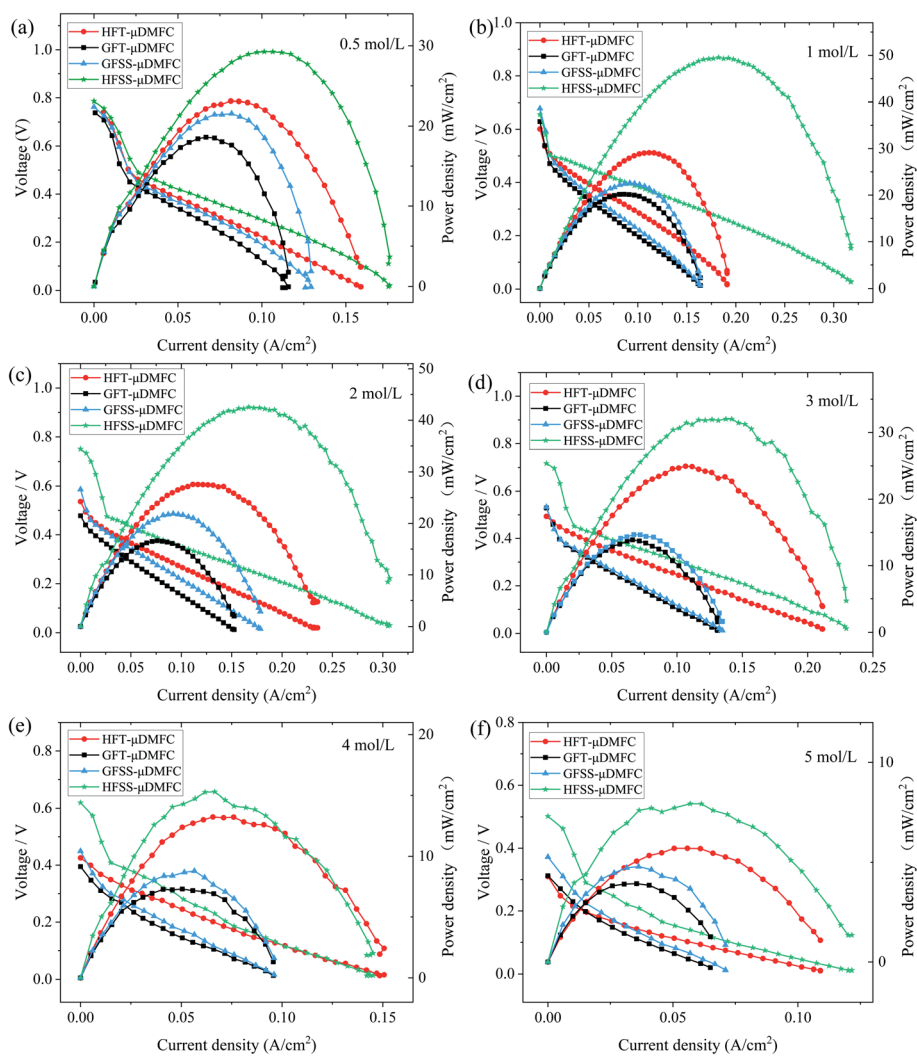 (a)
HFT-μDMFC
GFT-μDMFC
GFSS-μDMFC
HFSS-μDMFC
0.5 mol/L
Voltage (V)
1.0
0.8
0.6
0.4
0.2
0.0
30
20
10
0
Power density (mW/cm²)
0.00 0.05 0.10 0.15
Current density (A/cm²)
(b)
HFT-μDMFC
GFT-μDMFC
GFSS-μDMFC
HFSS-μDMFC
1 mol/L
Voltage / V
1.0
0.8
0.6
0.4
0.2
0.0
50
40
30
20
10
0
Power density (mW/cm²)
0.00 0.05 0.10 0.15 0.20 0.25 0.30
Current density (A/cm²)
(c)
HFT-μDMFC
GFT-μDMFC
GFSS-μDMFC
HFSS-μDMFC
2 mol/L
Voltage / V
1.0
0.8
0.6
0.4
0.2
0.0
50
40
30
20
10
0
Power density (mW/cm²)
0.00 0.05 0.10 0.15 0.20 0.25 0.30
Current density (A/cm²)
(d)
HFT-μDMFC
GFT-μDMFC
GFSS-μDMFC
HFSS-μDMFC
3 mol/L
Voltage / V
1.0
0.8
0.6
0.4
0.2
0.0
30
20
10
0
Power density (mW/cm²)
0.00 0.05 0.10 0.15 0.20 0.25
Current density (A/cm²)
(e)
HFT-μDMFC
GFT-μDMFC
GFSS-μDMFC
HFSS-μDMFC
4 mol/L
Voltage / V
0.8
0.6
0.4
0.2
0.0
20
10
0
Power density (mW/cm²)
0.00 0.05 0.10 0.150
Current density (A/cm²)
(f)
HFT-μDMFC
GFT-μDMFC
GFSS-μDMFC
HFSS-μDMFC
5 mol/L
Voltage / V
0.8
0.6
0.4
0.2
0.0
10
0
Power density (mW/cm²)
0.00 0.05 0.10
Current density (A/cm²)